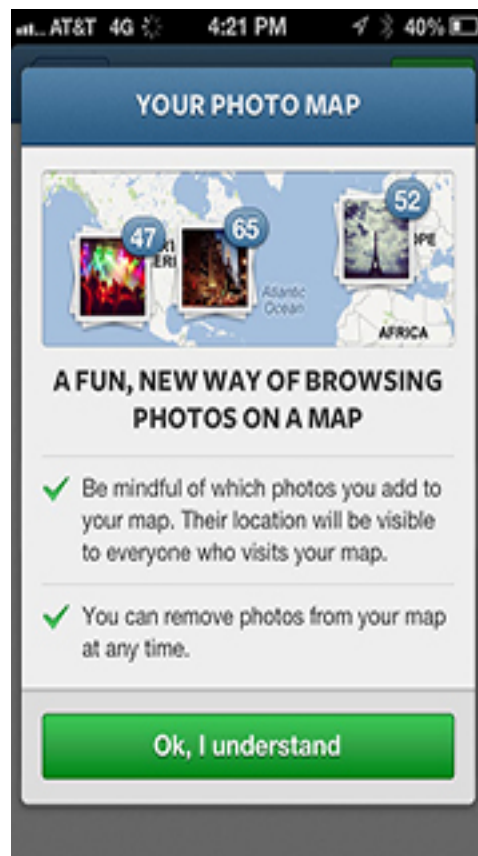 AT&T 4G 4:21 PM 40%
YOUR PHOTO MAP
47 65 52
Atlantic
Ocean
AFRICA
A FUN, NEW WAY OF BROWSING
PHOTOS ON A MAP
Be mindful of which photos you add to
your map. Their location will be visible
to everyone who visits your map.
You can remove photos from your map
at any time.
Ok, I understand